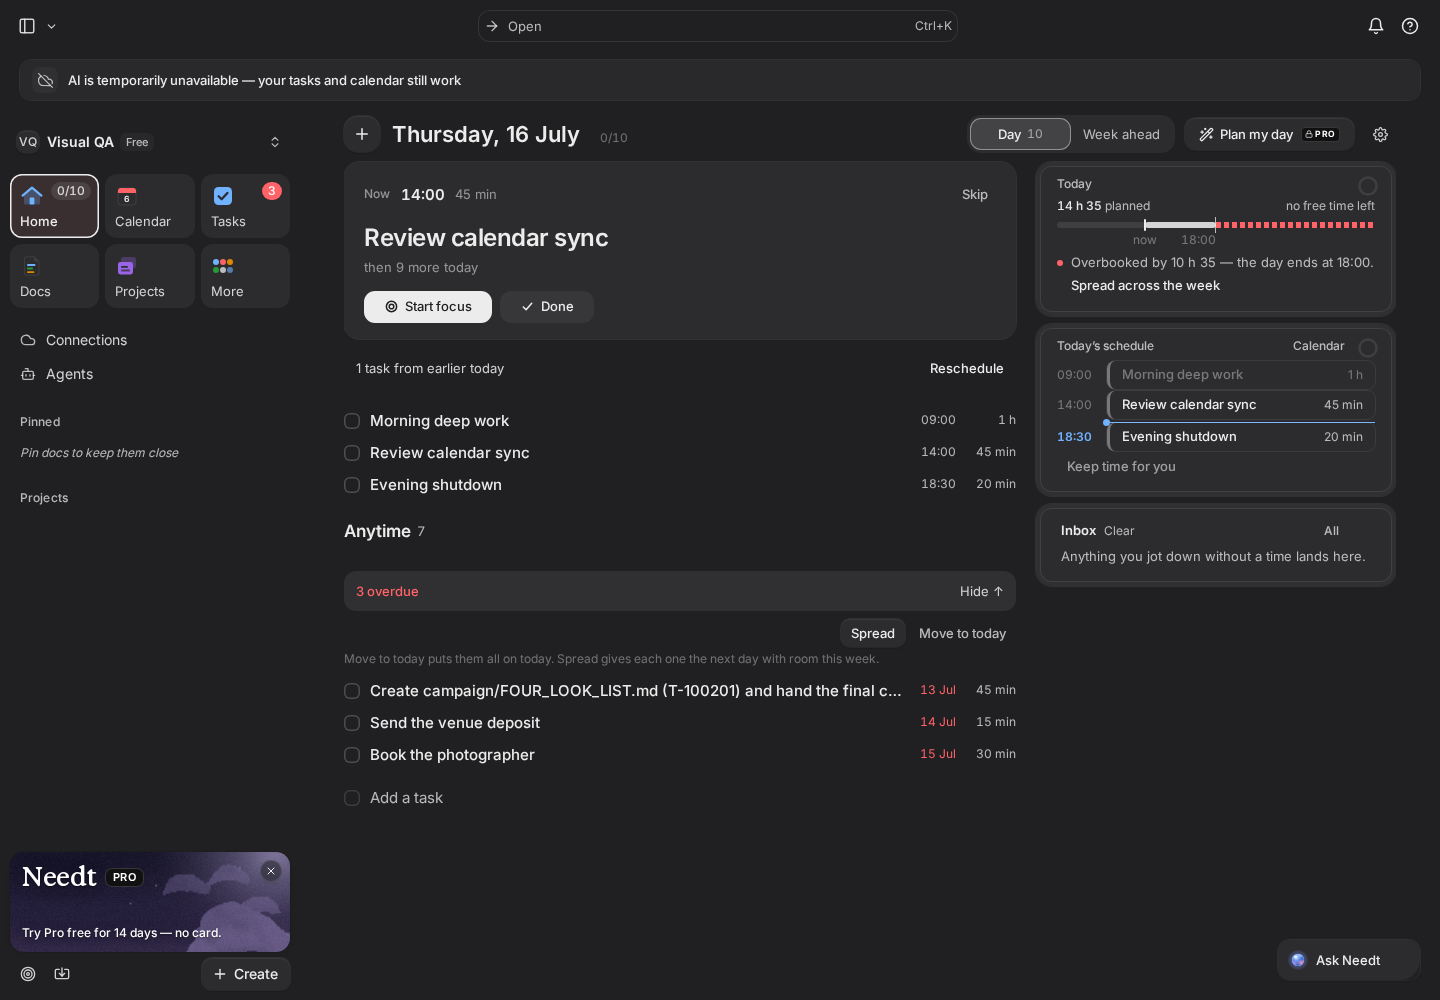 Open
Ctrl+K
AI is temporarily unavailable — your tasks and calendar still work
VQ Visual QA Free
0/10
Home
6
Calendar
3
Tasks
Docs
Projects
More
Connections
Agents
Pinned
Pin docs to keep them close
Projects
Needt PRO
Try Pro free for 14 days — no card.
Create
Thursday, 16 July 0/10
Day 10
Week ahead
Plan my day PRO
Now 14:00 45 min
Skip
Review calendar sync
then 9 more today
Start focus
Done
1 task from earlier today
Reschedule
Morning deep work 09:00 1 h
Review calendar sync 14:00 45 min
Evening shutdown 18:30 20 min
Anytime 7
3 overdue
Hide ↑
Spread
Move to today
Move to today puts them all on today. Spread gives each one the next day with room this week.
Create campaign/FOUR_LOOK_LIST.md (T-100201) and hand the final c... 13 Jul 45 min
Send the venue deposit 14 Jul 15 min
Book the photographer 15 Jul 30 min
Add a task
Today
14 h 35 planned
no free time left
now 18:00
Overbooked by 10 h 35 — the day ends at 18:00.
Spread across the week
Today's schedule
Calendar
09:00 Morning deep work 1 h
14:00 Review calendar sync 45 min
18:30 Evening shutdown 20 min
Keep time for you
Inbox Clear
All
Anything you jot down without a time lands here.
Ask Needt